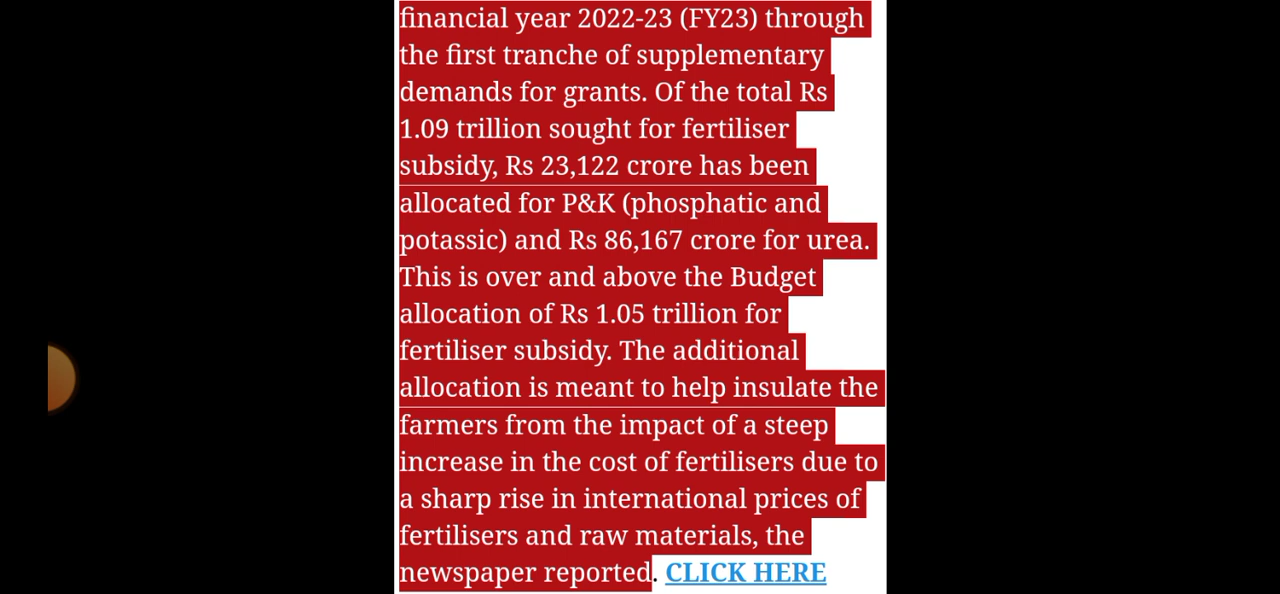 financial year 2022-23 (FY23) through
the first tranche of supplementary
demands for grants. Of the total Rs
1.09 trillion sought for fertiliser
subsidy, Rs 23,122 crore has been
allocated for P&K (phosphatic and
potassic) and Rs 86,167 crore for urea.
This is over and above the Budget
allocation of Rs 1.05 trillion for
fertiliser subsidy. The additional
allocation is meant to help insulate the
farmers from the impact of a steep
increase in the cost of fertilisers due to
a sharp rise in international prices of
fertilisers and raw materials, the
newspaper reported. CLICK HERE